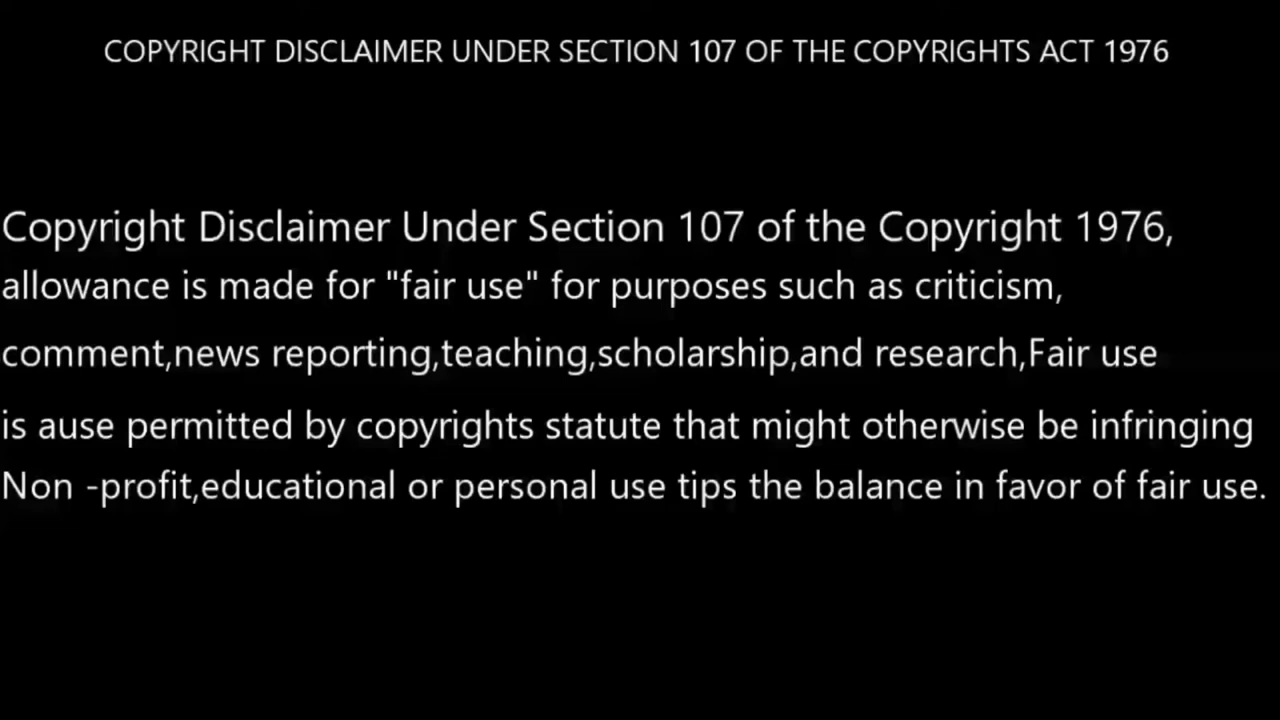 COPYRIGHT DISCLAIMER UNDER SECTION 107 OF THE COPYRIGHTS ACT 1976
Copyright Disclaimer Under Section 107 of the Copyright 1976,
allowance is made for "fair use" for purposes such as criticism,
comment,news reporting,teaching,scholarship,and research,Fair use
is ause permitted by copyrights statute that might otherwise be infringing
Non -profit,educational or personal use tips the balance in favor of fair use.